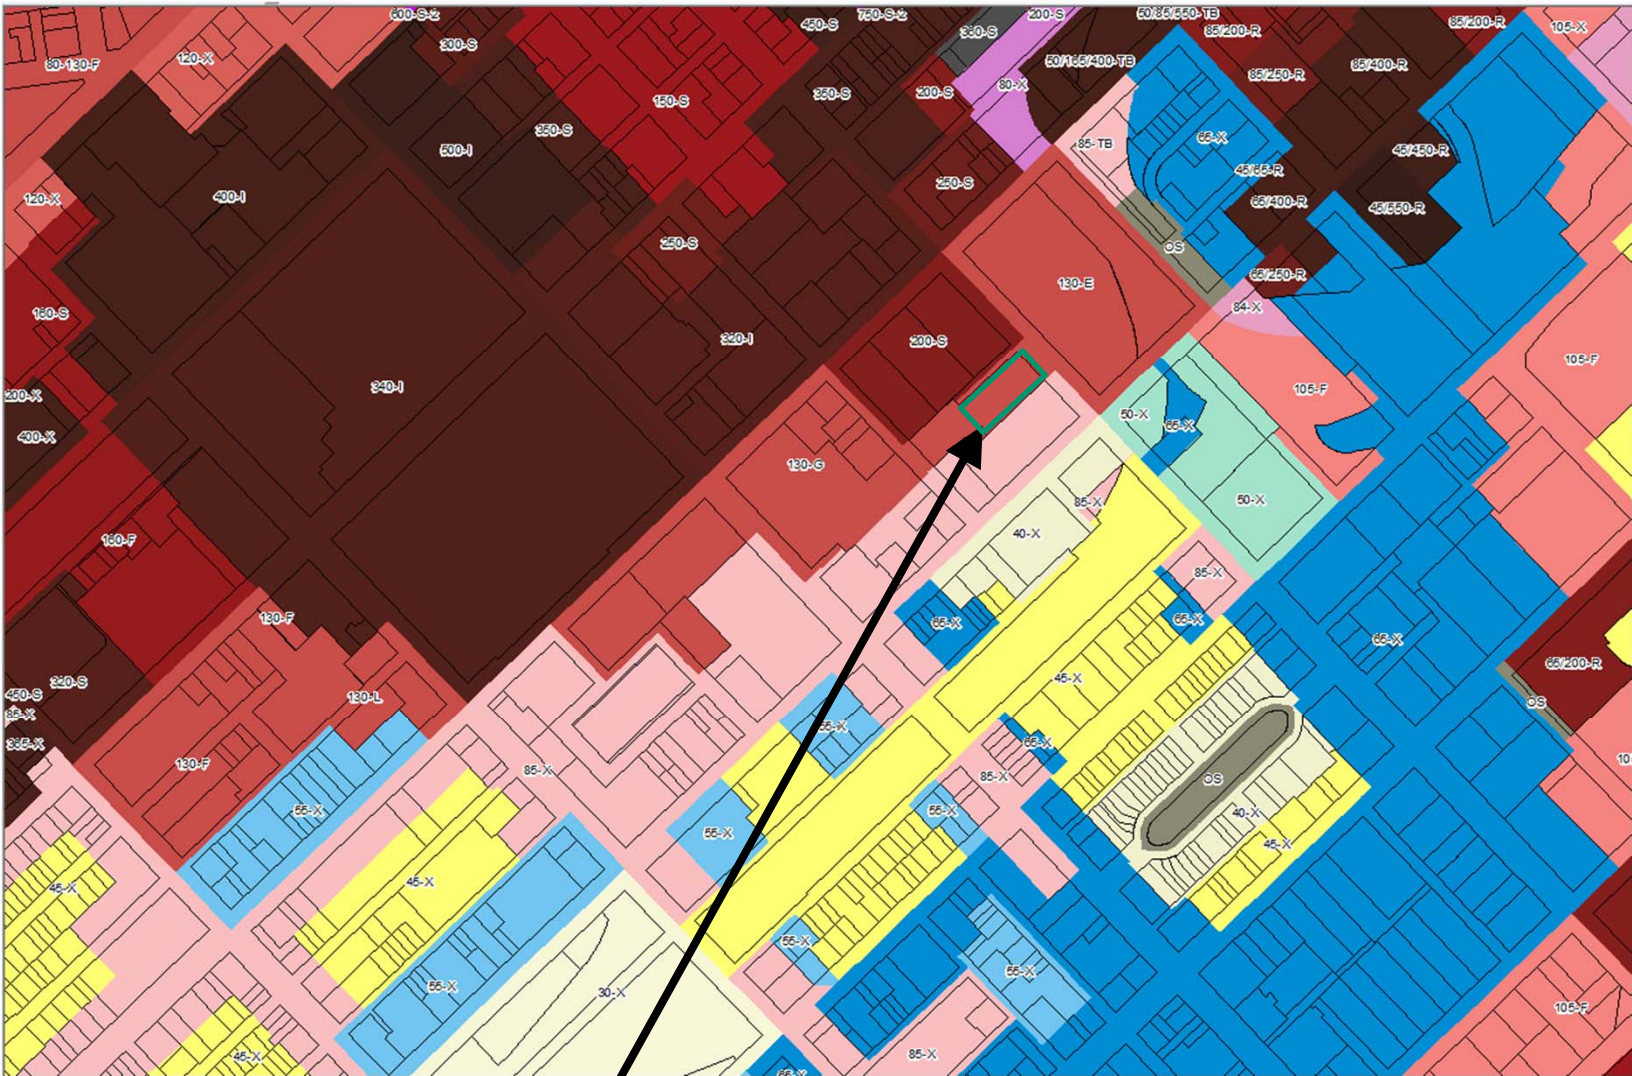 600-S-2
450-S
750-S-2
200-S
50/85/550-TB
85/200-R
85/200-R
105-X
80-130-F
120-X
300-S
360-S
50/165/400-TB
85/250-R
85/400-R
150-S
350-S
200-S
80-X
350-S
500-I
85-TB
65-X
45/450-R
400-I
120-X
250-S
45/65-R
65/400-R
45/550-R
250-S
OS
65/250-R
130-E
84-X
160-S
320-I
200-S
105-F
340-I
200-X
105-F
50-X
65-X
400-X
130-G
50-X
85-X
40-X
160-F
85-X
130-F
65-X
65-X
65-X
65/200-R
320-S
450-S
45-X
130-L
OS
85-X
55-X
365-X
65-X
130-F
85-X
85-X
OS
10
55-X
55-X
55-X
40-X
45-X
45-X
45-X
55-X
55-X
55-X
30-X
105-F
45-X
85-X
65-X